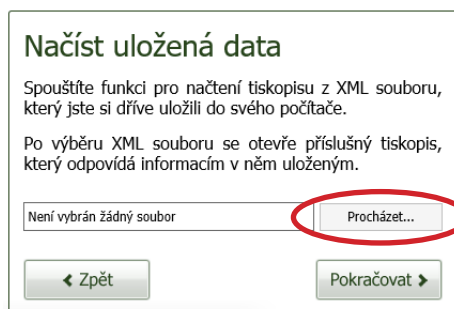 Načíst uložená data
Spouštíte funkci pro načtení tiskopisu z XML souboru,
který jste si dříve uložili do svého počítače.
Po výběru XML souboru se otevře příslušný tiskopis,
který odpovídá informacím v něm uloženým.
Není vybrán žádný soubor Procházet...
Zpět Pokračovat